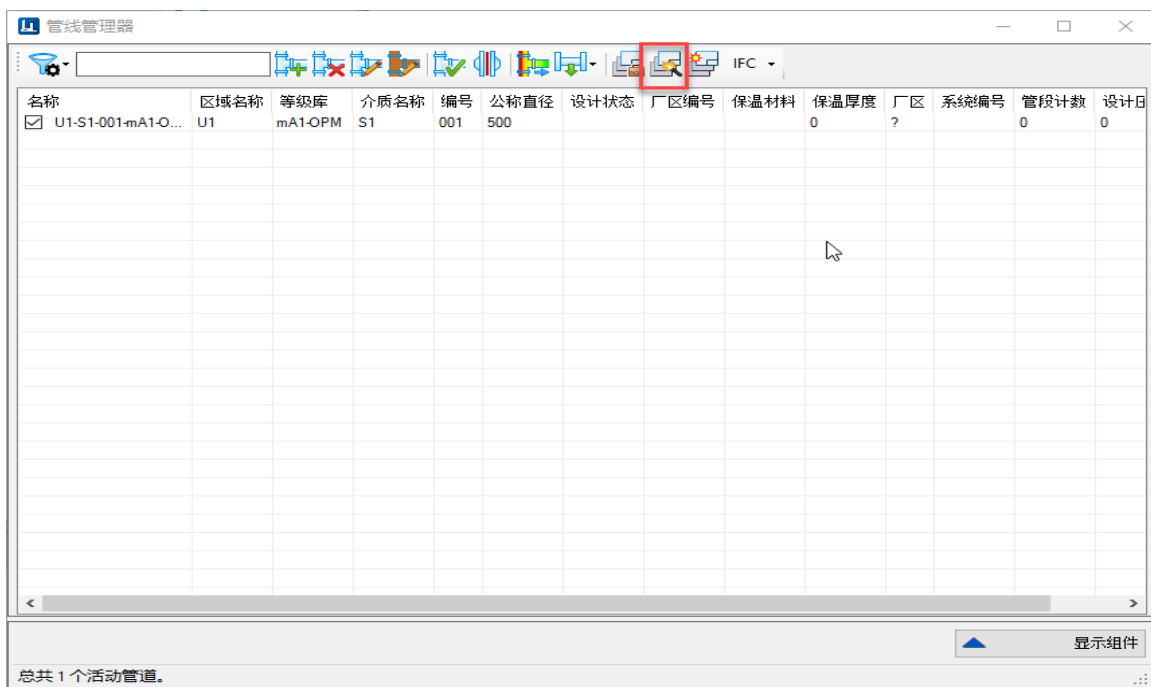 管线管理器
IFC
名称 区域名称 等级库 介质名称 编号 公称直径 设计状态 厂区编号 保温材料 保温厚度 厂区 系统编号 管段计数 设计
U1-S1-001-mA1-O... U1 mA1-OPM S1 001 500 0 ? 0 0
显示组件
总共 1 个活动管道。